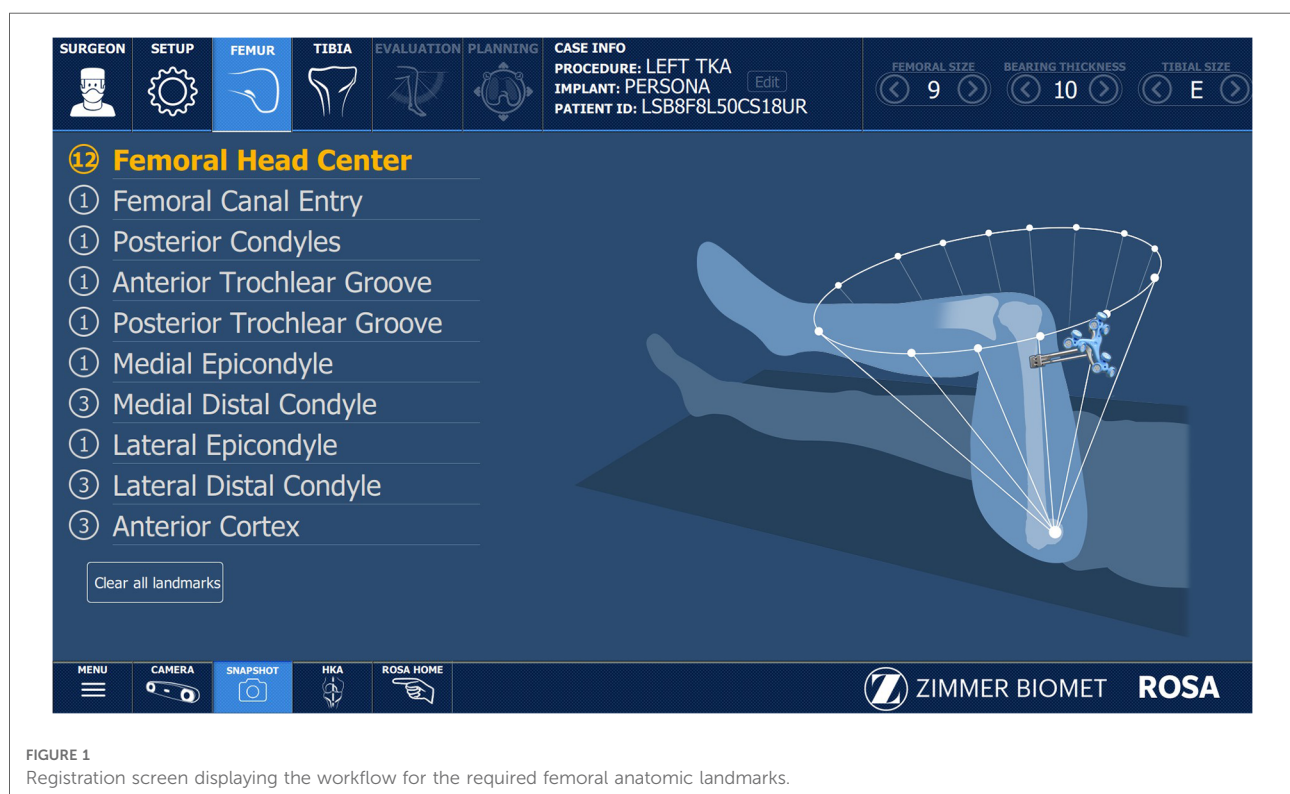 SURGEON
SETUP
FEMUR
TIBIA
EVALUATION
PLANNING
CASE INFO
PROCEDURE: LEFT TKA
IMPLANT: PERSONA
Edit
PATIENT ID: LSB8F8L50CS18UR
FEMORAL SIZE
9
BEARING THICKNESS
10
TIBIAL SIZE
E
12 Femoral Head Center
1 Femoral Canal Entry
1 Posterior Condyles
1 Anterior Trochlear Groove
1 Posterior Trochlear Groove
1 Medial Epicondyle
3 Medial Distal Condyle
1 Lateral Epicondyle
3 Lateral Distal Condyle
3 Anterior Cortex
Clear all landmarks
MENU
CAMERA
SNAPSHOT
HKA
ROSA HOME
Z ZIMMER BIOMET
ROSA
FIGURE 1
Registration screen displaying the workflow for the required femoral anatomic landmarks.